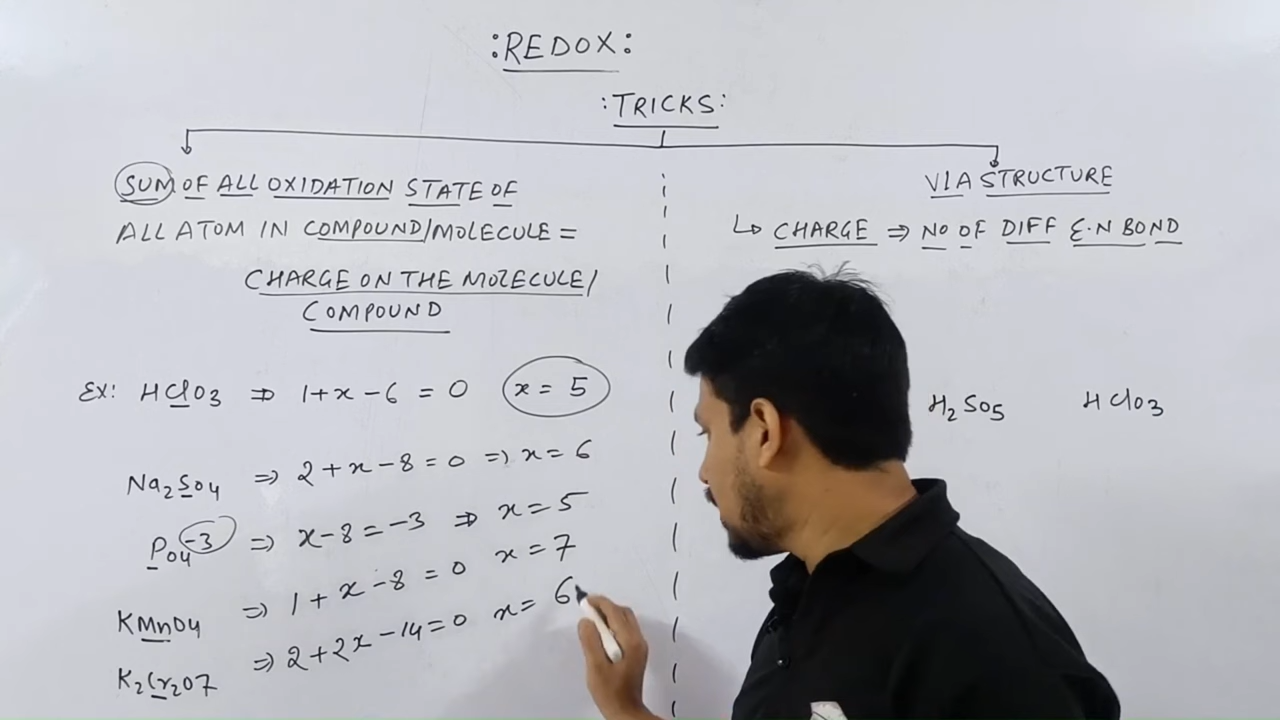 :REDOX:
:TRICKS:
SUM OF ALL OXIDATION STATE OF
ALL ATOM IN COMPOUND/MOLECULE =
CHARGE ON THE MOLECULE/
COMPOUND
EX: HClO3 ⇒ 1+x-6 = 0 x = 5
Na2SO4 ⇒ 2+x-8=0 ⇒ x=6
PO4-3 ⇒ x-8=-3 ⇒ x=5
KMnO4 ⇒ 1+x-8=0 x=7
K2Cr2O7 ⇒ 2+2x-14=0 x=6
VIA STRUCTURE
↳ CHARGE ⇒ NO OF DIFF E.N BOND
H2SO5 HClO3